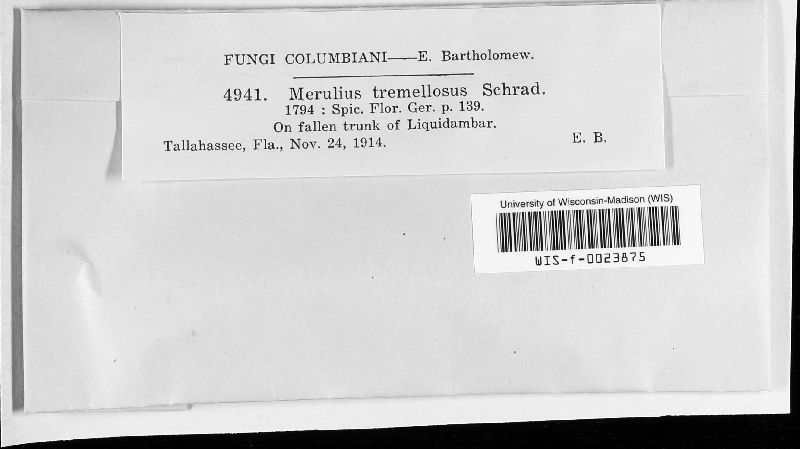 FUNGI COLUMBIANI——E. Bartholomew.
4941. Merulius tremellosus Schrad.
1794 : Spic. Flor. Ger. p. 139.
On fallen trunk of Liquidambar.
Tallahassee, Fla., Nov. 24, 1914. E. B.
University of Wisconsin-Madison (WIS)
WIS-f-0023875